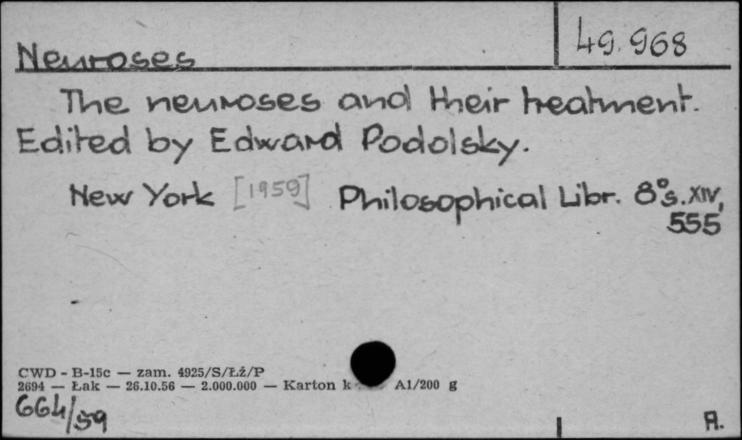 49.968
Neuroses
The neuroses and their treatment.
Edited by Edward Podolsky.
New York [1959] Philosophical Libr. 8° s. XIV,
555
CWD - B-15c — zam. 4925/S/Łż/P
2694 — Łak — 26.10.56 — 2.000.000 — Karton k A1/200 g
664/59
A.